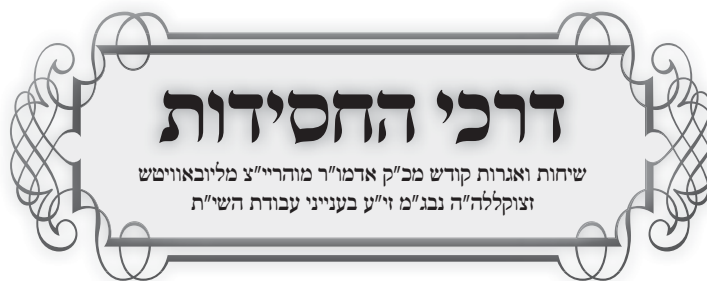 דרכי החסידות
שיחות ואגרות קודש מכ"ק אדמו"ר מוהריי"צ מליובאוויטש
זצוקללה"ה נבג"מ זי"ע בענייני עבודת השי"ת